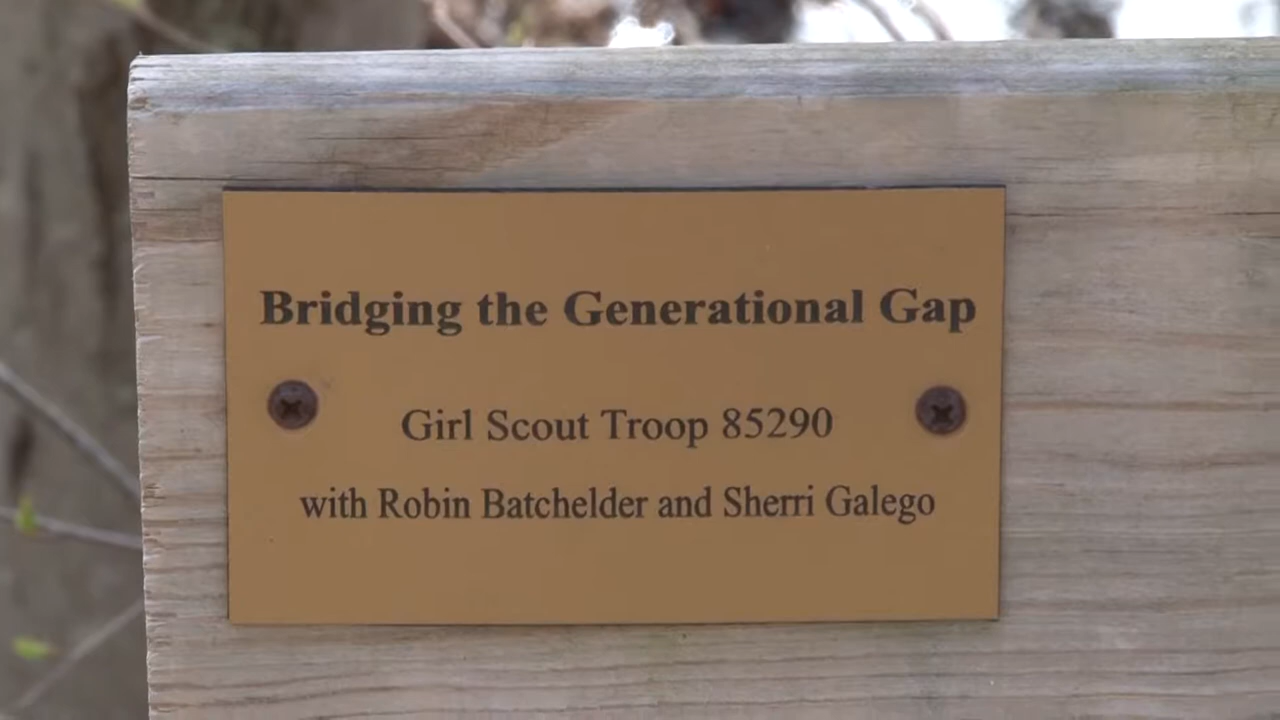 Bridging the Generational Gap
Girl Scout Troop 85290
with Robin Batchelder and Sherri Galego